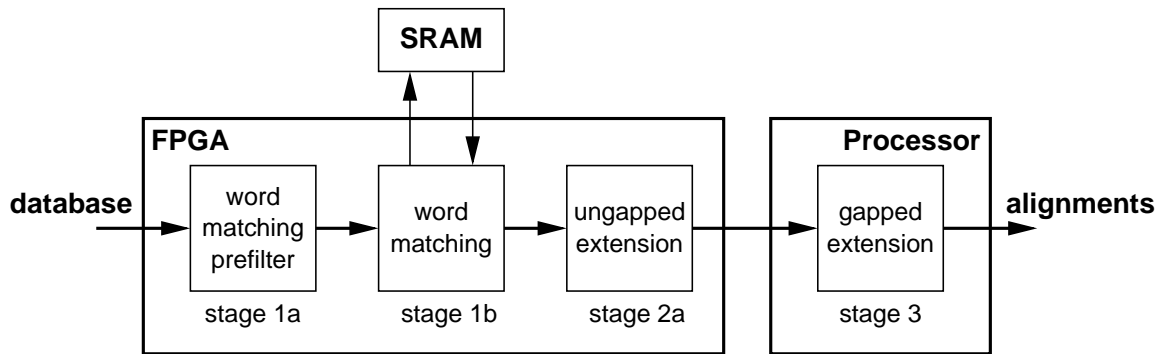 SRAM
FPGA
Processor
database
word
matching
prefilter
word
matching
ungapped
extension
gapped
extension
alignments
stage 1a
stage 1b
stage 2a
stage 3